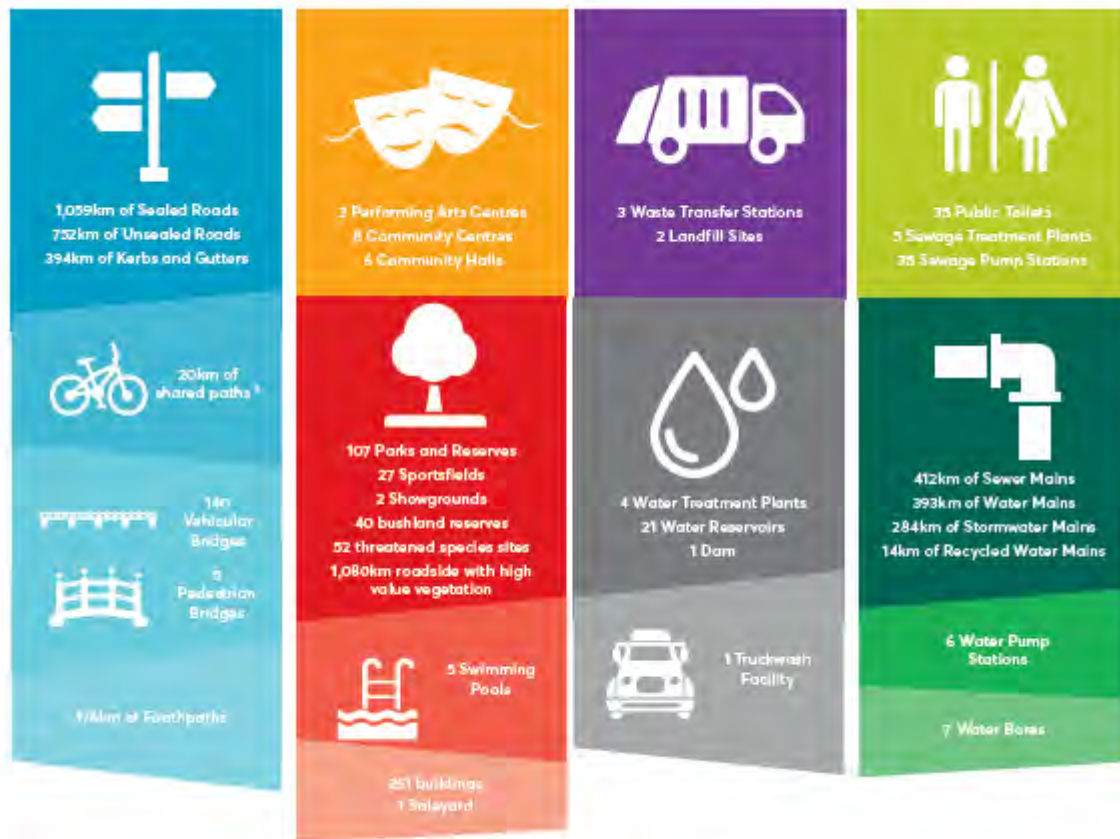 1,059km of Sealed Roads
752km of Unsealed Roads
394km of Kerbs and Gutters
20km of
shared paths
Vehicular
Bridges
Pedestrian
Bridges
of Footpaths
2 Performing Arts Centres
8 Community Centres
6 Community Halls
107 Parks and Reserves
27 Sportsfields
2 Showgrounds
40 bushland reserves
52 threatened species sites
1,080km roadside with high
value vegetation
5 Swimming
Pools
251 buildings
1 Saleyard
3 Waste Transfer Stations
2 Landfill Sites
4 Water Treatment Plants
21 Water Reservoirs
1 Dam
1 Truckwash
Facility
35 Public Toilets
5 Sewage Treatment Plants
35 Sewage Pump Stations
412km of Sewer Mains
393km of Water Mains
284km of Stormwater Mains
14km of Recycled Water Mains
6 Water Pump
Stations
7 Water Bores